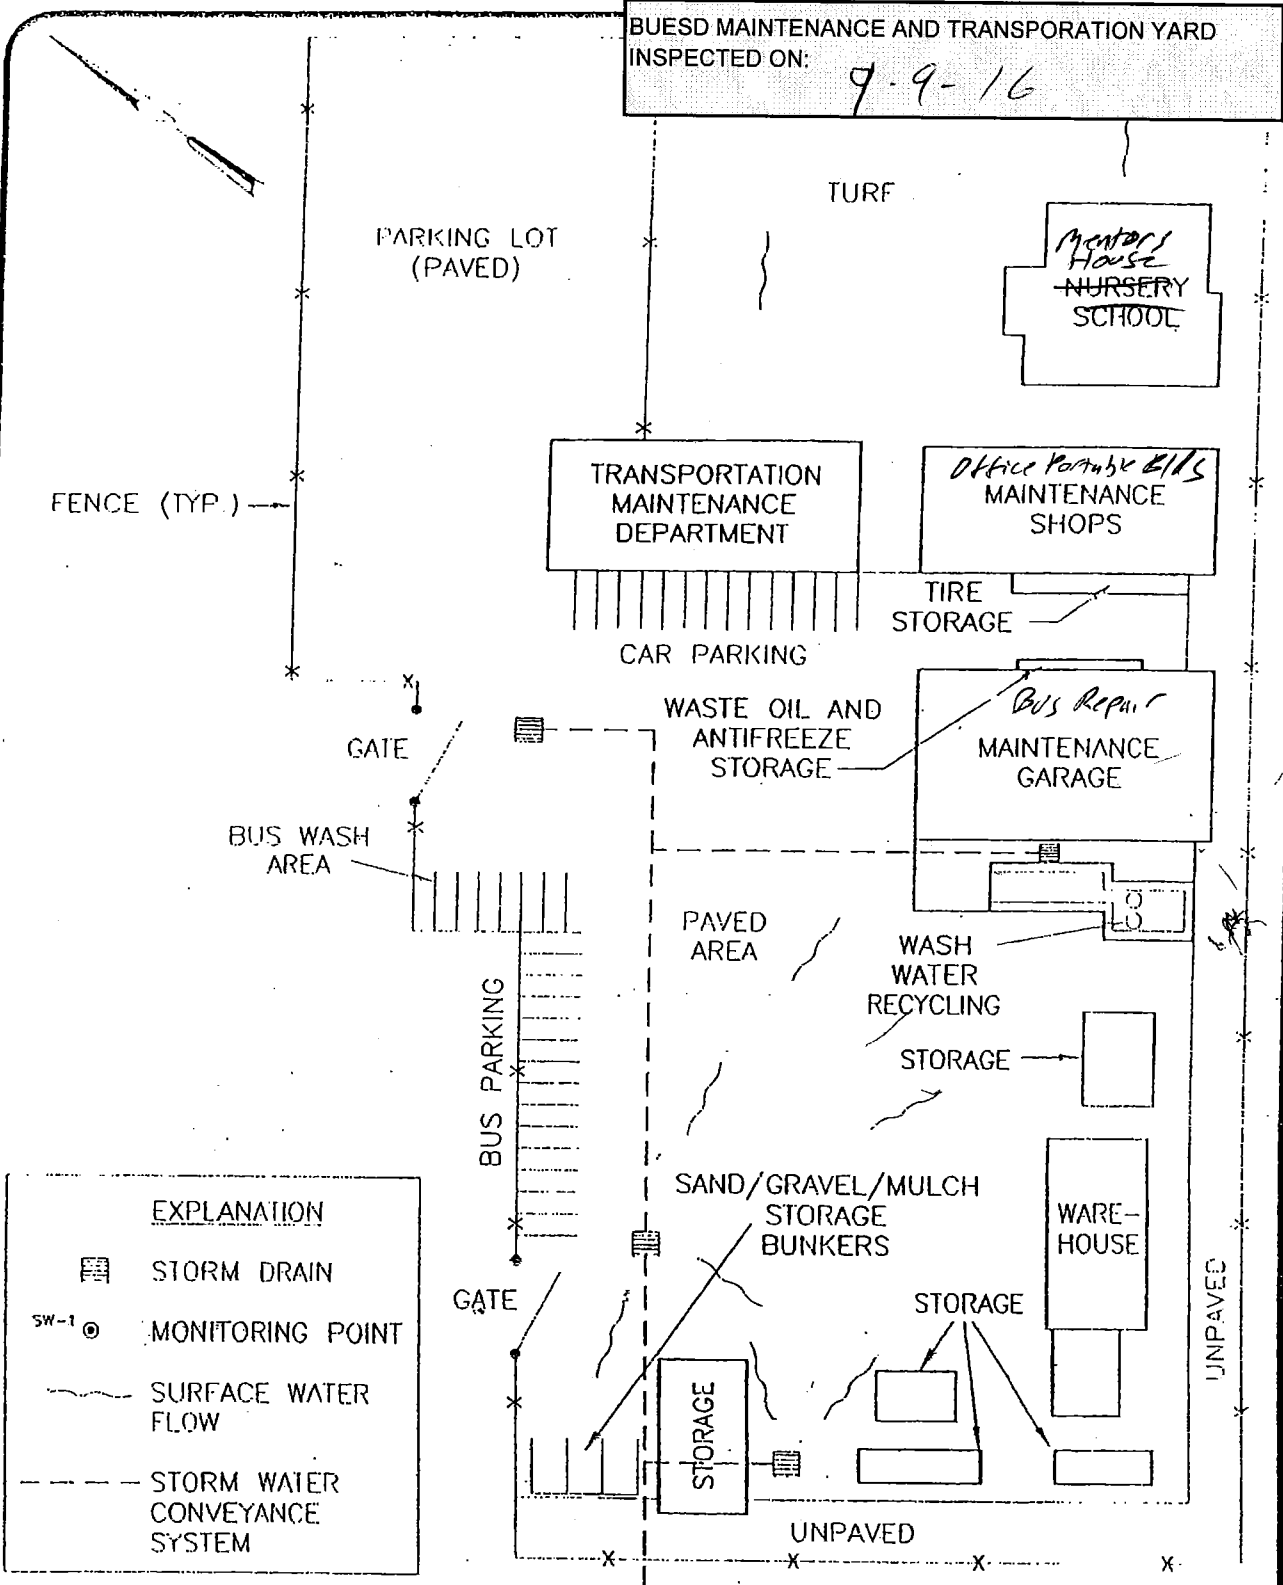 BUESD MAINTENANCE AND TRANSPORATION YARD
INSPECTED ON:
9-9-16
TURF
PARKING LOT
(PAVED)
Mentors
House
NURSERY
SCHOOL
FENCE (TYP.)
TRANSPORTATION
MAINTENANCE
DEPARTMENT
Office Portable Bldg
MAINTENANCE
SHOPS
TIRE
STORAGE
CAR PARKING
WASTE OIL AND
ANTIFREEZE
STORAGE
Bus Repair
MAINTENANCE
GARAGE
GATE
BUS WASH
AREA
PAVED
AREA
WASH
WATER
RECYCLING
BUS PARKING
STORAGE
SAND/GRAVEL/MULCH
STORAGE
BUNKERS
WARE-
HOUSE
UNPAVED
GATE
STORAGE
STORAGE
UNPAVED
EXPLANATION
STORM DRAIN
SW-1
MONITORING POINT
SURFACE WATER
FLOW
STORM WATER
CONVEYANCE
SYSTEM